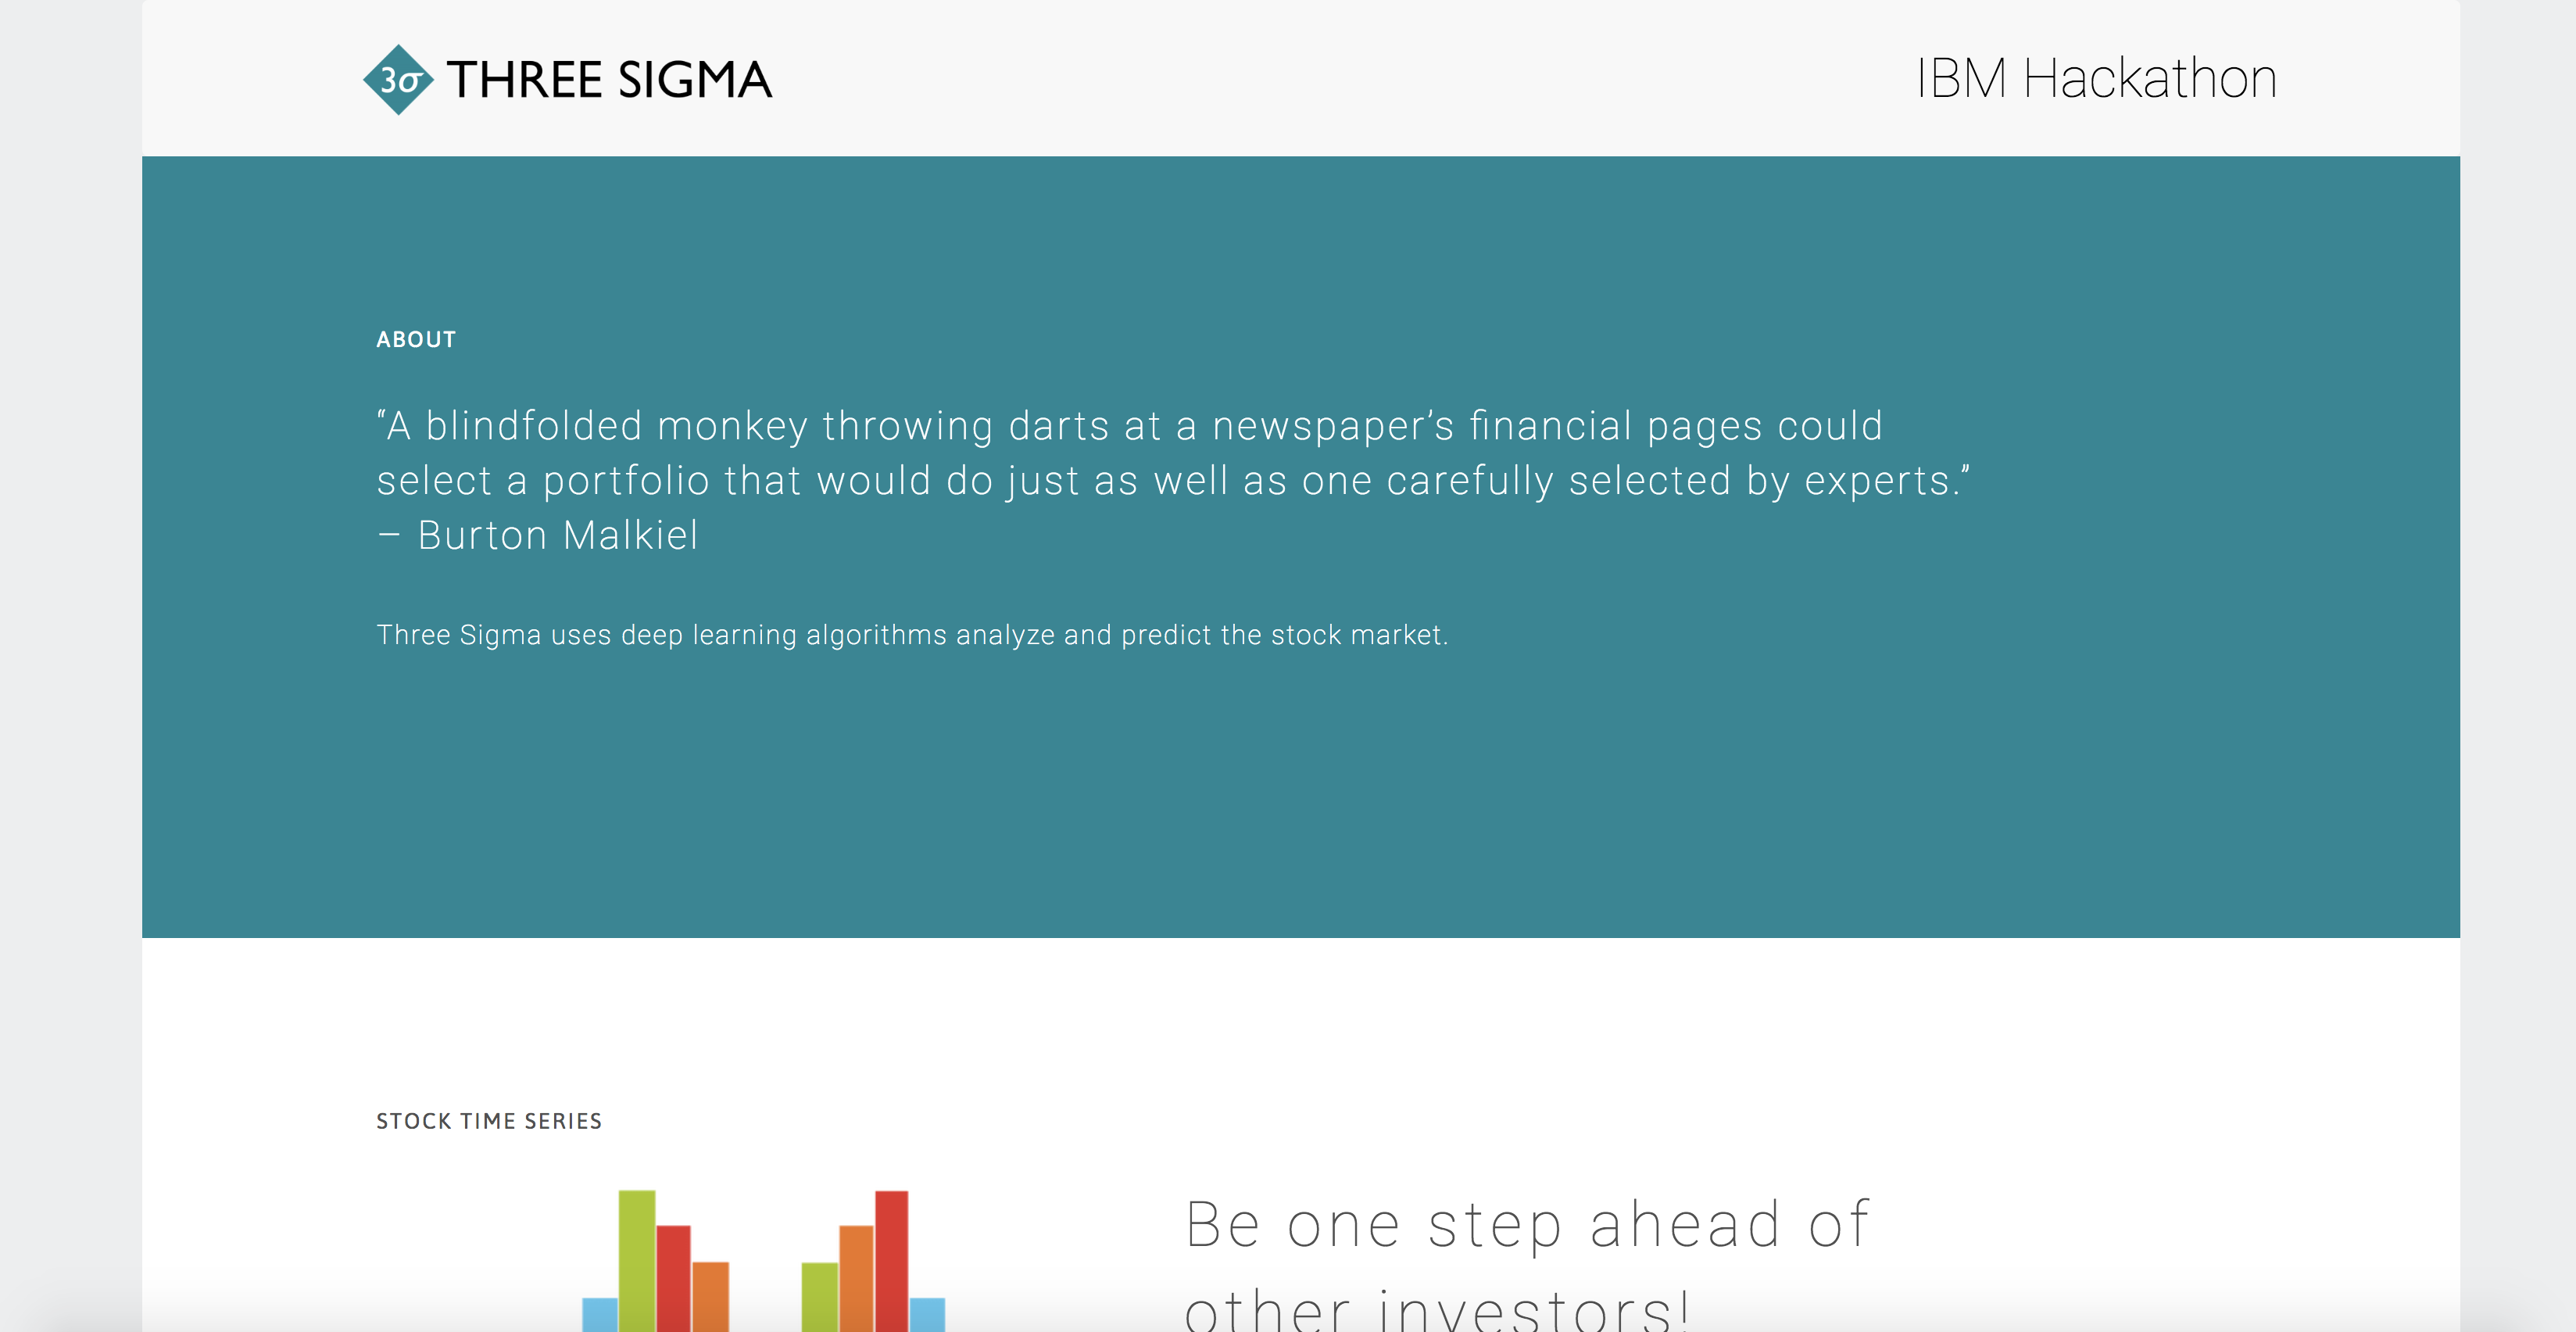 3σ THREE SIGMA
IBM Hackathon
ABOUT
“A blindfolded monkey throwing darts at a newspaper’s financial pages could
select a portfolio that would do just as well as one carefully selected by experts.”
– Burton Malkiel
Three Sigma uses deep learning algorithms analyze and predict the stock market.
STOCK TIME SERIES
Be one step ahead of
other investors!